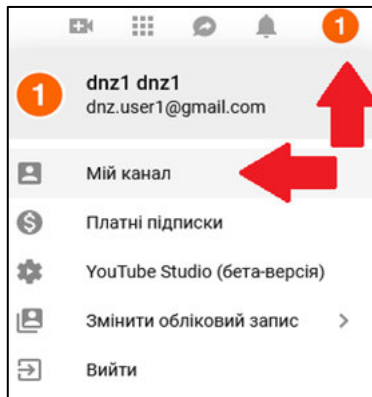 1
1
dnz1 dnz1
dnz.user1@gmail.com
Мій канал
Платні підписки
YouTube Studio (бета-версія)
Змінити обліковий запис
Вийти